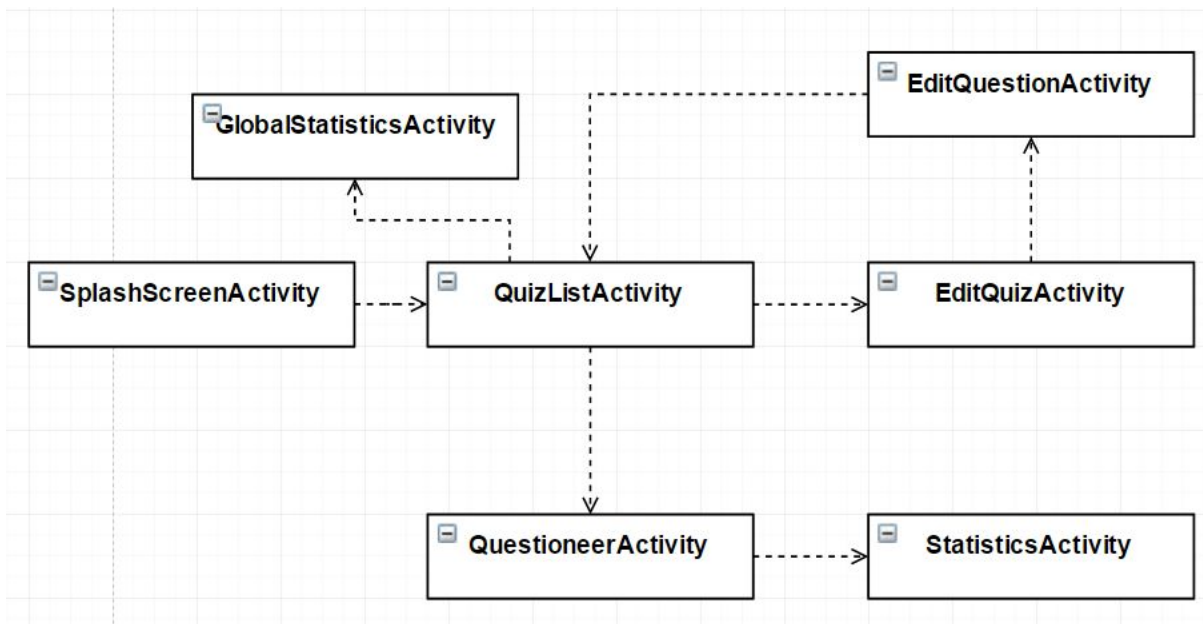 EditQuestionActivity
GlobalStatisticsActivity
SplashScreenActivity
QuizListActivity
EditQuizActivity
QuestioneerActivity
StatisticsActivity